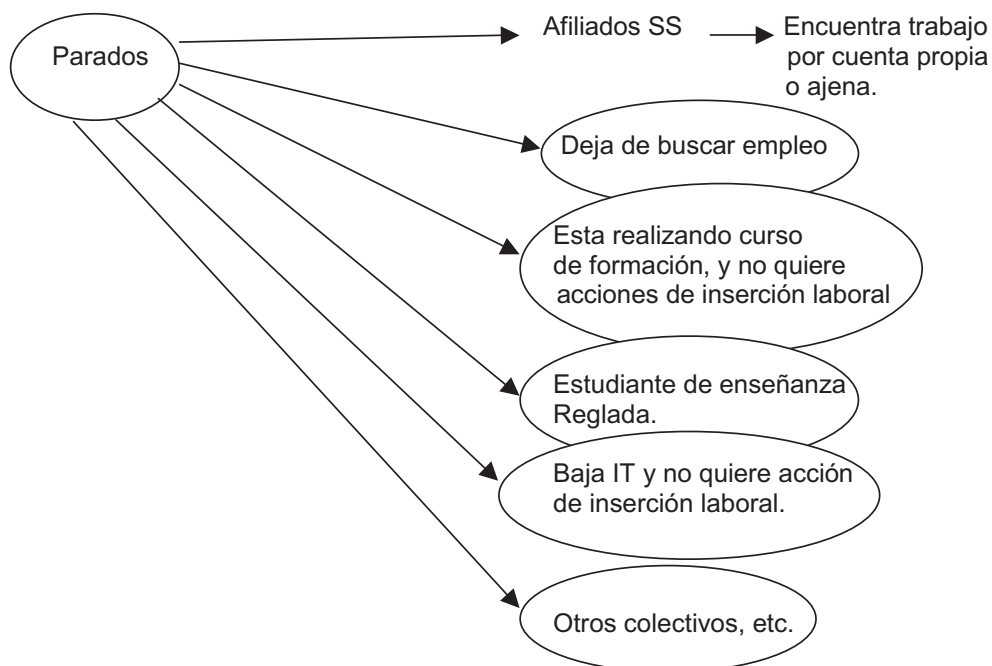 Parados
Afiliados SS
Encuentra trabajo
por cuenta propia
o ajena.
Deja de buscar empleo
Esta realizando curso
de formación, y no quiere
acciones de inserción laboral
Estudiante de enseñanza
Reglada.
Baja IT y no quiere acción
de inserción laboral.
Otros colectivos, etc.